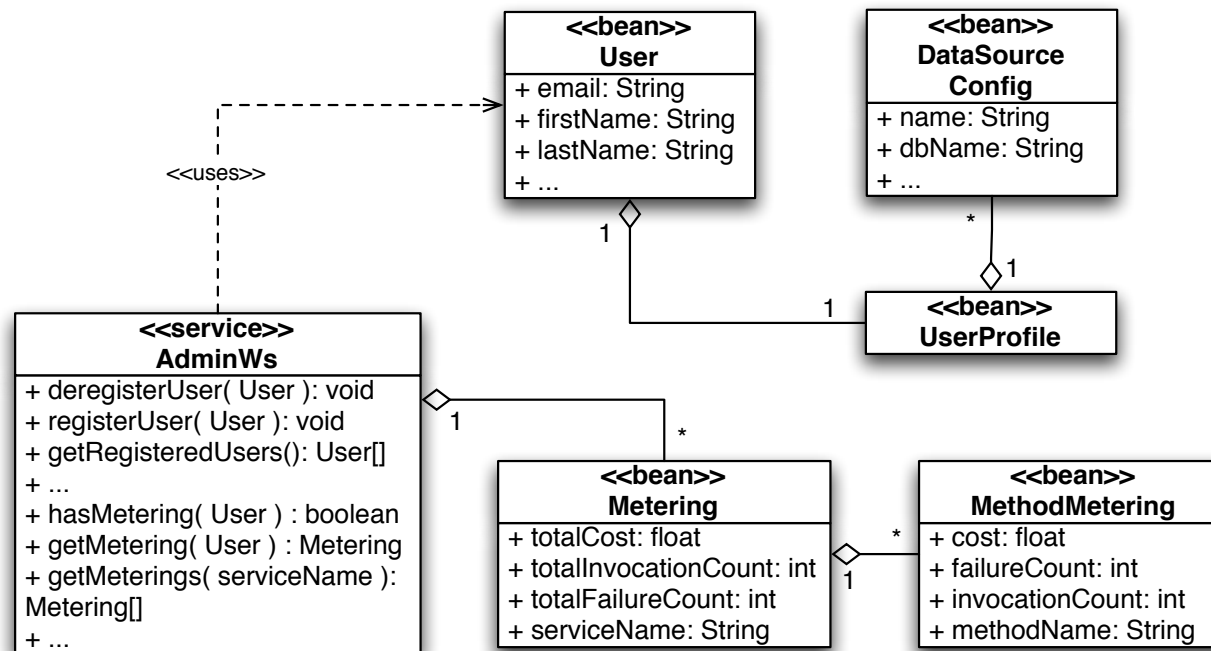 <<bean>>
User
+ email: String
+ firstName: String
+ lastName: String
+ ...
<<bean>>
DataSource
Config
+ name: String
+ dbName: String
+ ...
<<uses>>
1
*
1
1
<<bean>>
UserProfile
<<service>>
AdminWs
+ deregisterUser( User ): void
+ registerUser( User ): void
+ getRegisteredUsers(): User[]
+ ...
+ hasMetering( User ) : boolean
+ getMetering( User ) : Metering
+ getMeterings( serviceName ):
Metering[]
+ ...
1
*
<<bean>>
Metering
+ totalCost: float
+ totalInvocationCount: int
+ totalFailureCount: int
+ serviceName: String
1
*
<<bean>>
MethodMetering
+ cost: float
+ failureCount: int
+ invocationCount: int
+ methodName: String